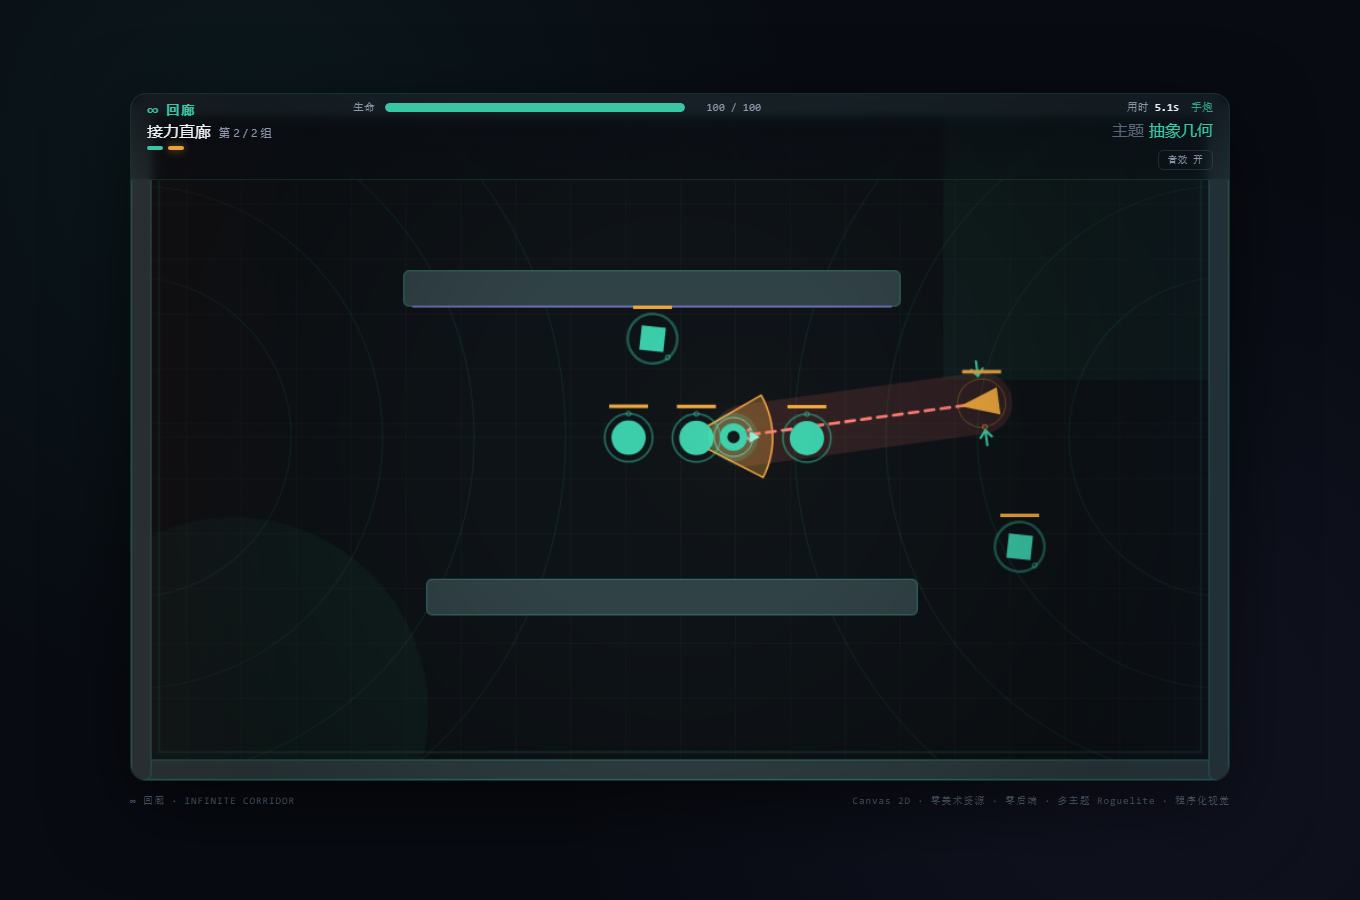 ∞ 回廊
生命 100 / 100
用时 5.1s 手炮
接力直廊 第 2 / 2 组
主题 抽象几何
音效 开
∞ 回廊 · INFINITE CORRIDOR
Canvas 2D · 零美术资源 · 零后端 · 多主题 Roguelite · 程序化视觉